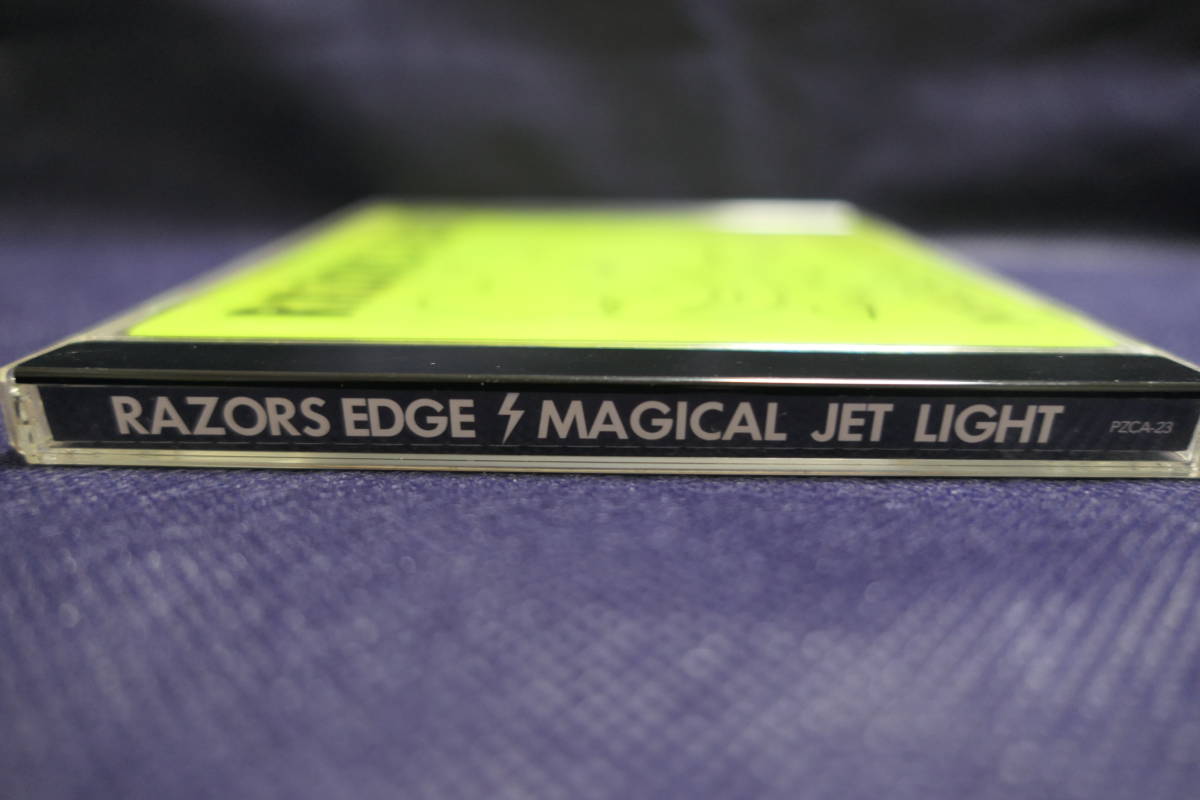 RAZORS EDGE ⚡ MAGICAL JET LIGHT PZCA-23